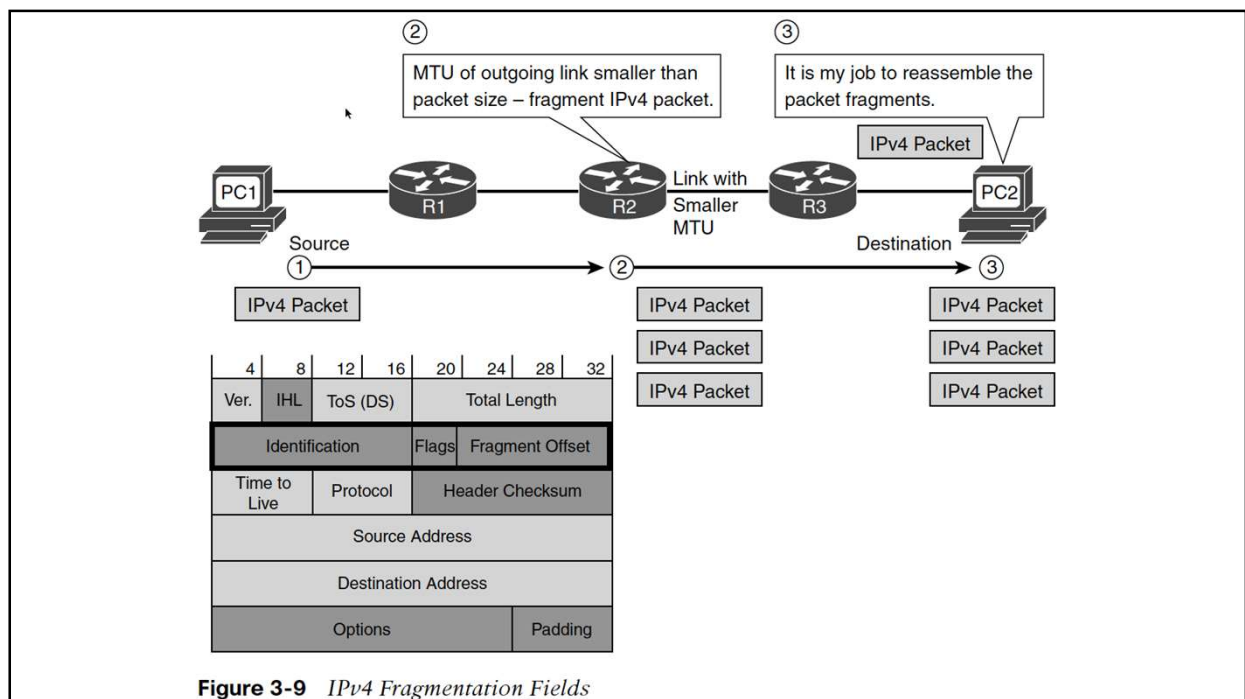 ②
③
MTU of outgoing link smaller than
packet size – fragment IPv4 packet.
It is my job to reassemble the
packet fragments.
IPv4 Packet
PC1
R1
R2
Link with
Smaller
MTU
R3
PC2
Source
Destination
①
②
③
IPv4 Packet
IPv4 Packet
IPv4 Packet
IPv4 Packet
IPv4 Packet
IPv4 Packet
IPv4 Packet
4 8 12 16 20 24 28 32
Ver. IHL ToS (DS) Total Length
Identification Flags Fragment Offset
Time to
Live
Protocol Header Checksum
Source Address
Destination Address
Options Padding
Figure 3-9 IPv4 Fragmentation Fields